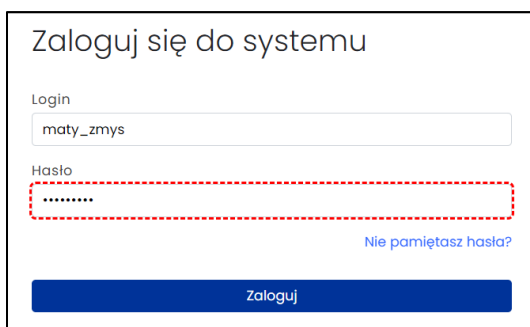 Zaloguj się do systemu
Login
maty_zmys
Hasło
•••••••••
Nie pamiętasz hasła?
Zaloguj